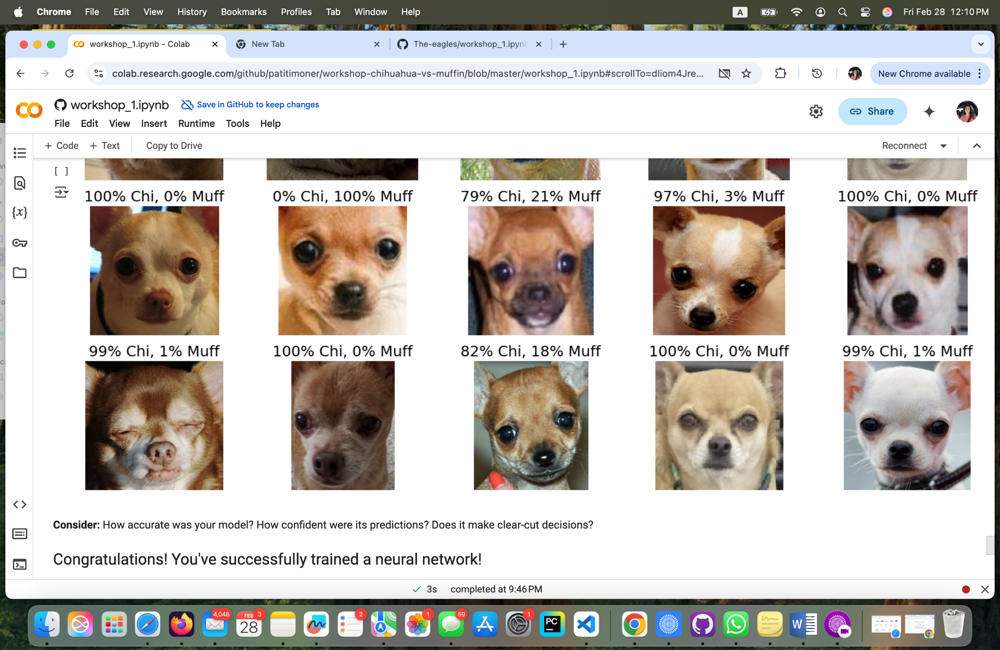 Chrome File Edit View History Bookmarks Profiles Tab Window Help A Fri Feb 28 12:10 PM
workshop_1.ipynb - Colab New Tab The-eagles/workshop_1.ipynb
colab.research.google.com/github/patitimoner/workshop-chihuahua-vs-muffin/blob/master/workshop_1.ipynb#scrollTo=dliom4Jre... New Chrome available
workshop_1.ipynb Save in GitHub to keep changes
Share
File Edit View Insert Runtime Tools Help
+ Code + Text Copy to Drive Reconnect
[ ]
{x}
100% Chi, 0% Muff 0% Chi, 100% Muff 79% Chi, 21% Muff 97% Chi, 3% Muff 100% Chi, 0% Muff
99% Chi, 1% Muff 100% Chi, 0% Muff 82% Chi, 18% Muff 100% Chi, 0% Muff 99% Chi, 1% Muff
Consider: How accurate was your model? How confident were its predictions? Does it make clear-cut decisions?
Congratulations! You've successfully trained a neural network!
3s completed at 9:46 PM
4,048 FEB 3 2 1 59 1
28 PC W